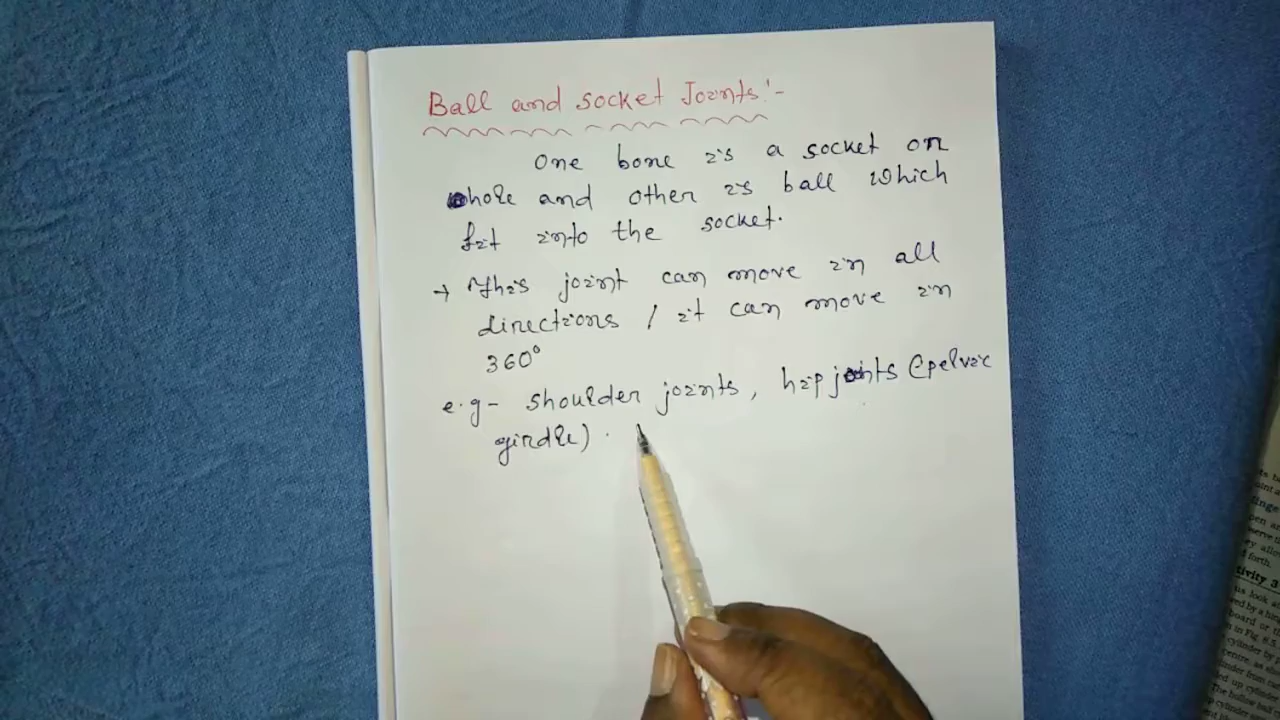 Ball and socket Joints:-
One bone is a socket or
hole and other is ball which
fit into the socket.
→ This joint can move in all
directions / it can move in
360°
e.g- shoulder joints, hip joints (pelvic
girdle).